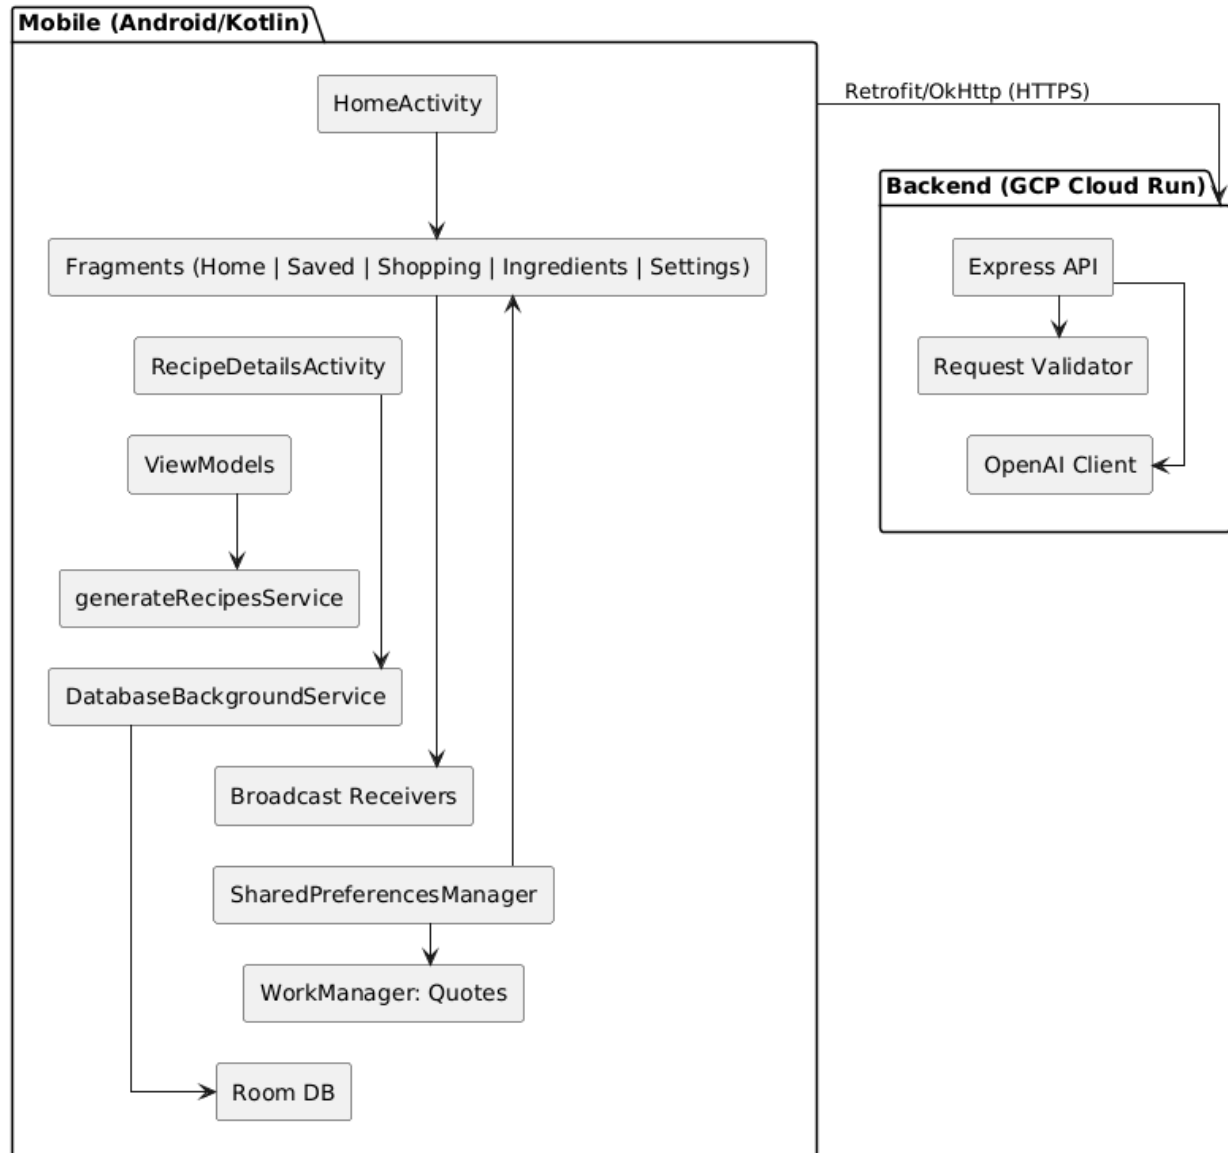 Mobile (Android/Kotlin)
HomeActivity
Fragments (Home | Saved | Shopping | Ingredients | Settings)
RecipeDetailsActivity
ViewModels
generateRecipesService
DatabaseBackgroundService
Broadcast Receivers
SharedPreferencesManager
WorkManager: Quotes
Room DB
Retrofit/OkHttp (HTTPS)
Backend (GCP Cloud Run)
Express API
Request Validator
OpenAI Client